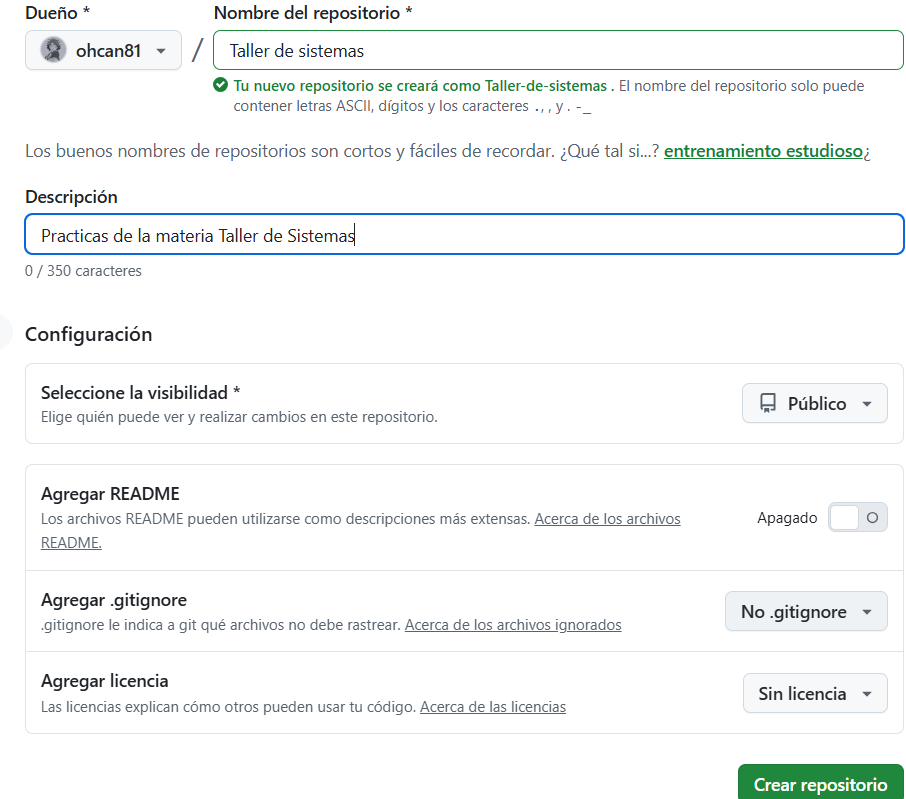 Dueño *
Nombre del repositorio *
ohcan81
/
Taller de sistemas
Tu nuevo repositorio se creará como Taller-de-sistemas . El nombre del repositorio solo puede
contener letras ASCII, dígitos y los caracteres ., , y . -_
Los buenos nombres de repositorios son cortos y fáciles de recordar. ¿Qué tal si...? entrenamiento estudioso¿
Descripción
Practicas de la materia Taller de Sistemas
0 / 350 caracteres
Configuración
Seleccione la visibilidad *
Elige quién puede ver y realizar cambios en este repositorio.
Público
Agregar README
Los archivos README pueden utilizarse como descripciones más extensas. Acerca de los archivos
README.
Apagado
Agregar .gitignore
.gitignore le indica a git qué archivos no debe rastrear. Acerca de los archivos ignorados
No .gitignore
Agregar licencia
Las licencias explican cómo otros pueden usar tu código. Acerca de las licencias
Sin licencia
Crear repositorio